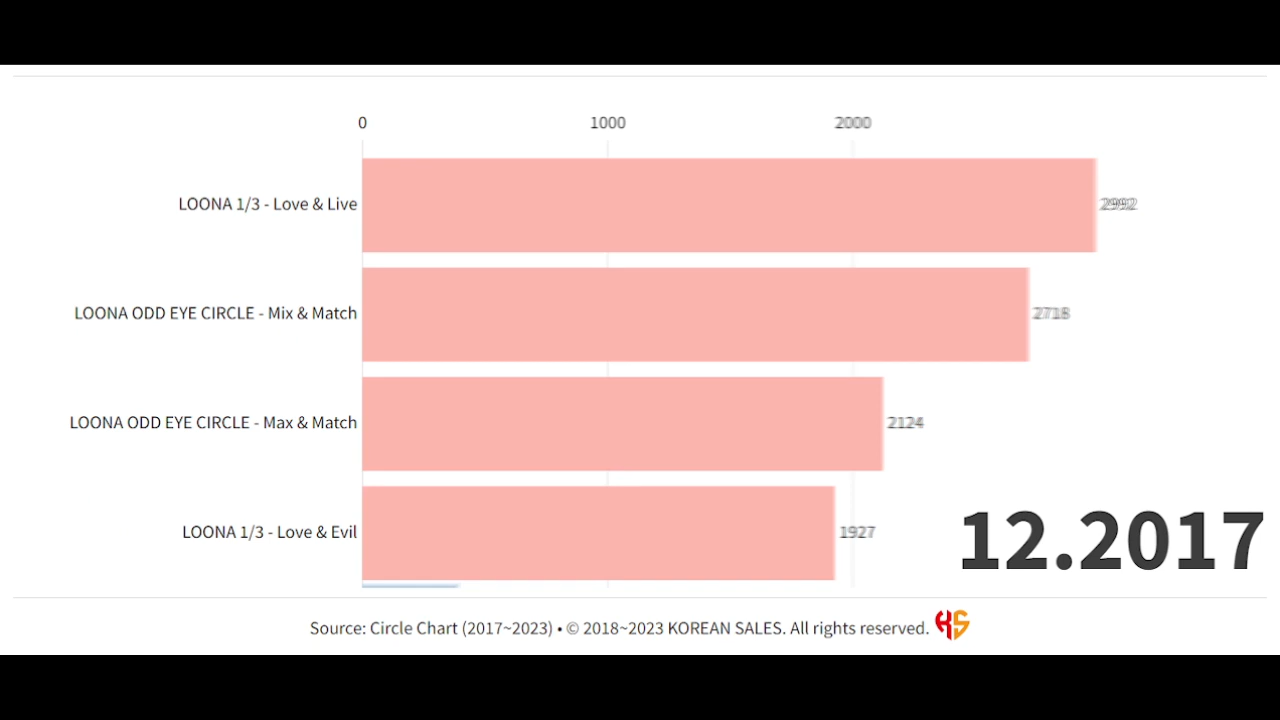 0 1000 2000
LOONA 1/3 - Love & Live
LOONA ODD EYE CIRCLE - Mix & Match 2718
LOONA ODD EYE CIRCLE - Max & Match 2124
LOONA 1/3 - Love & Evil 1927
12.2017
Source: Circle Chart (2017~2023) • © 2018~2023 KOREAN SALES. All rights reserved. KS